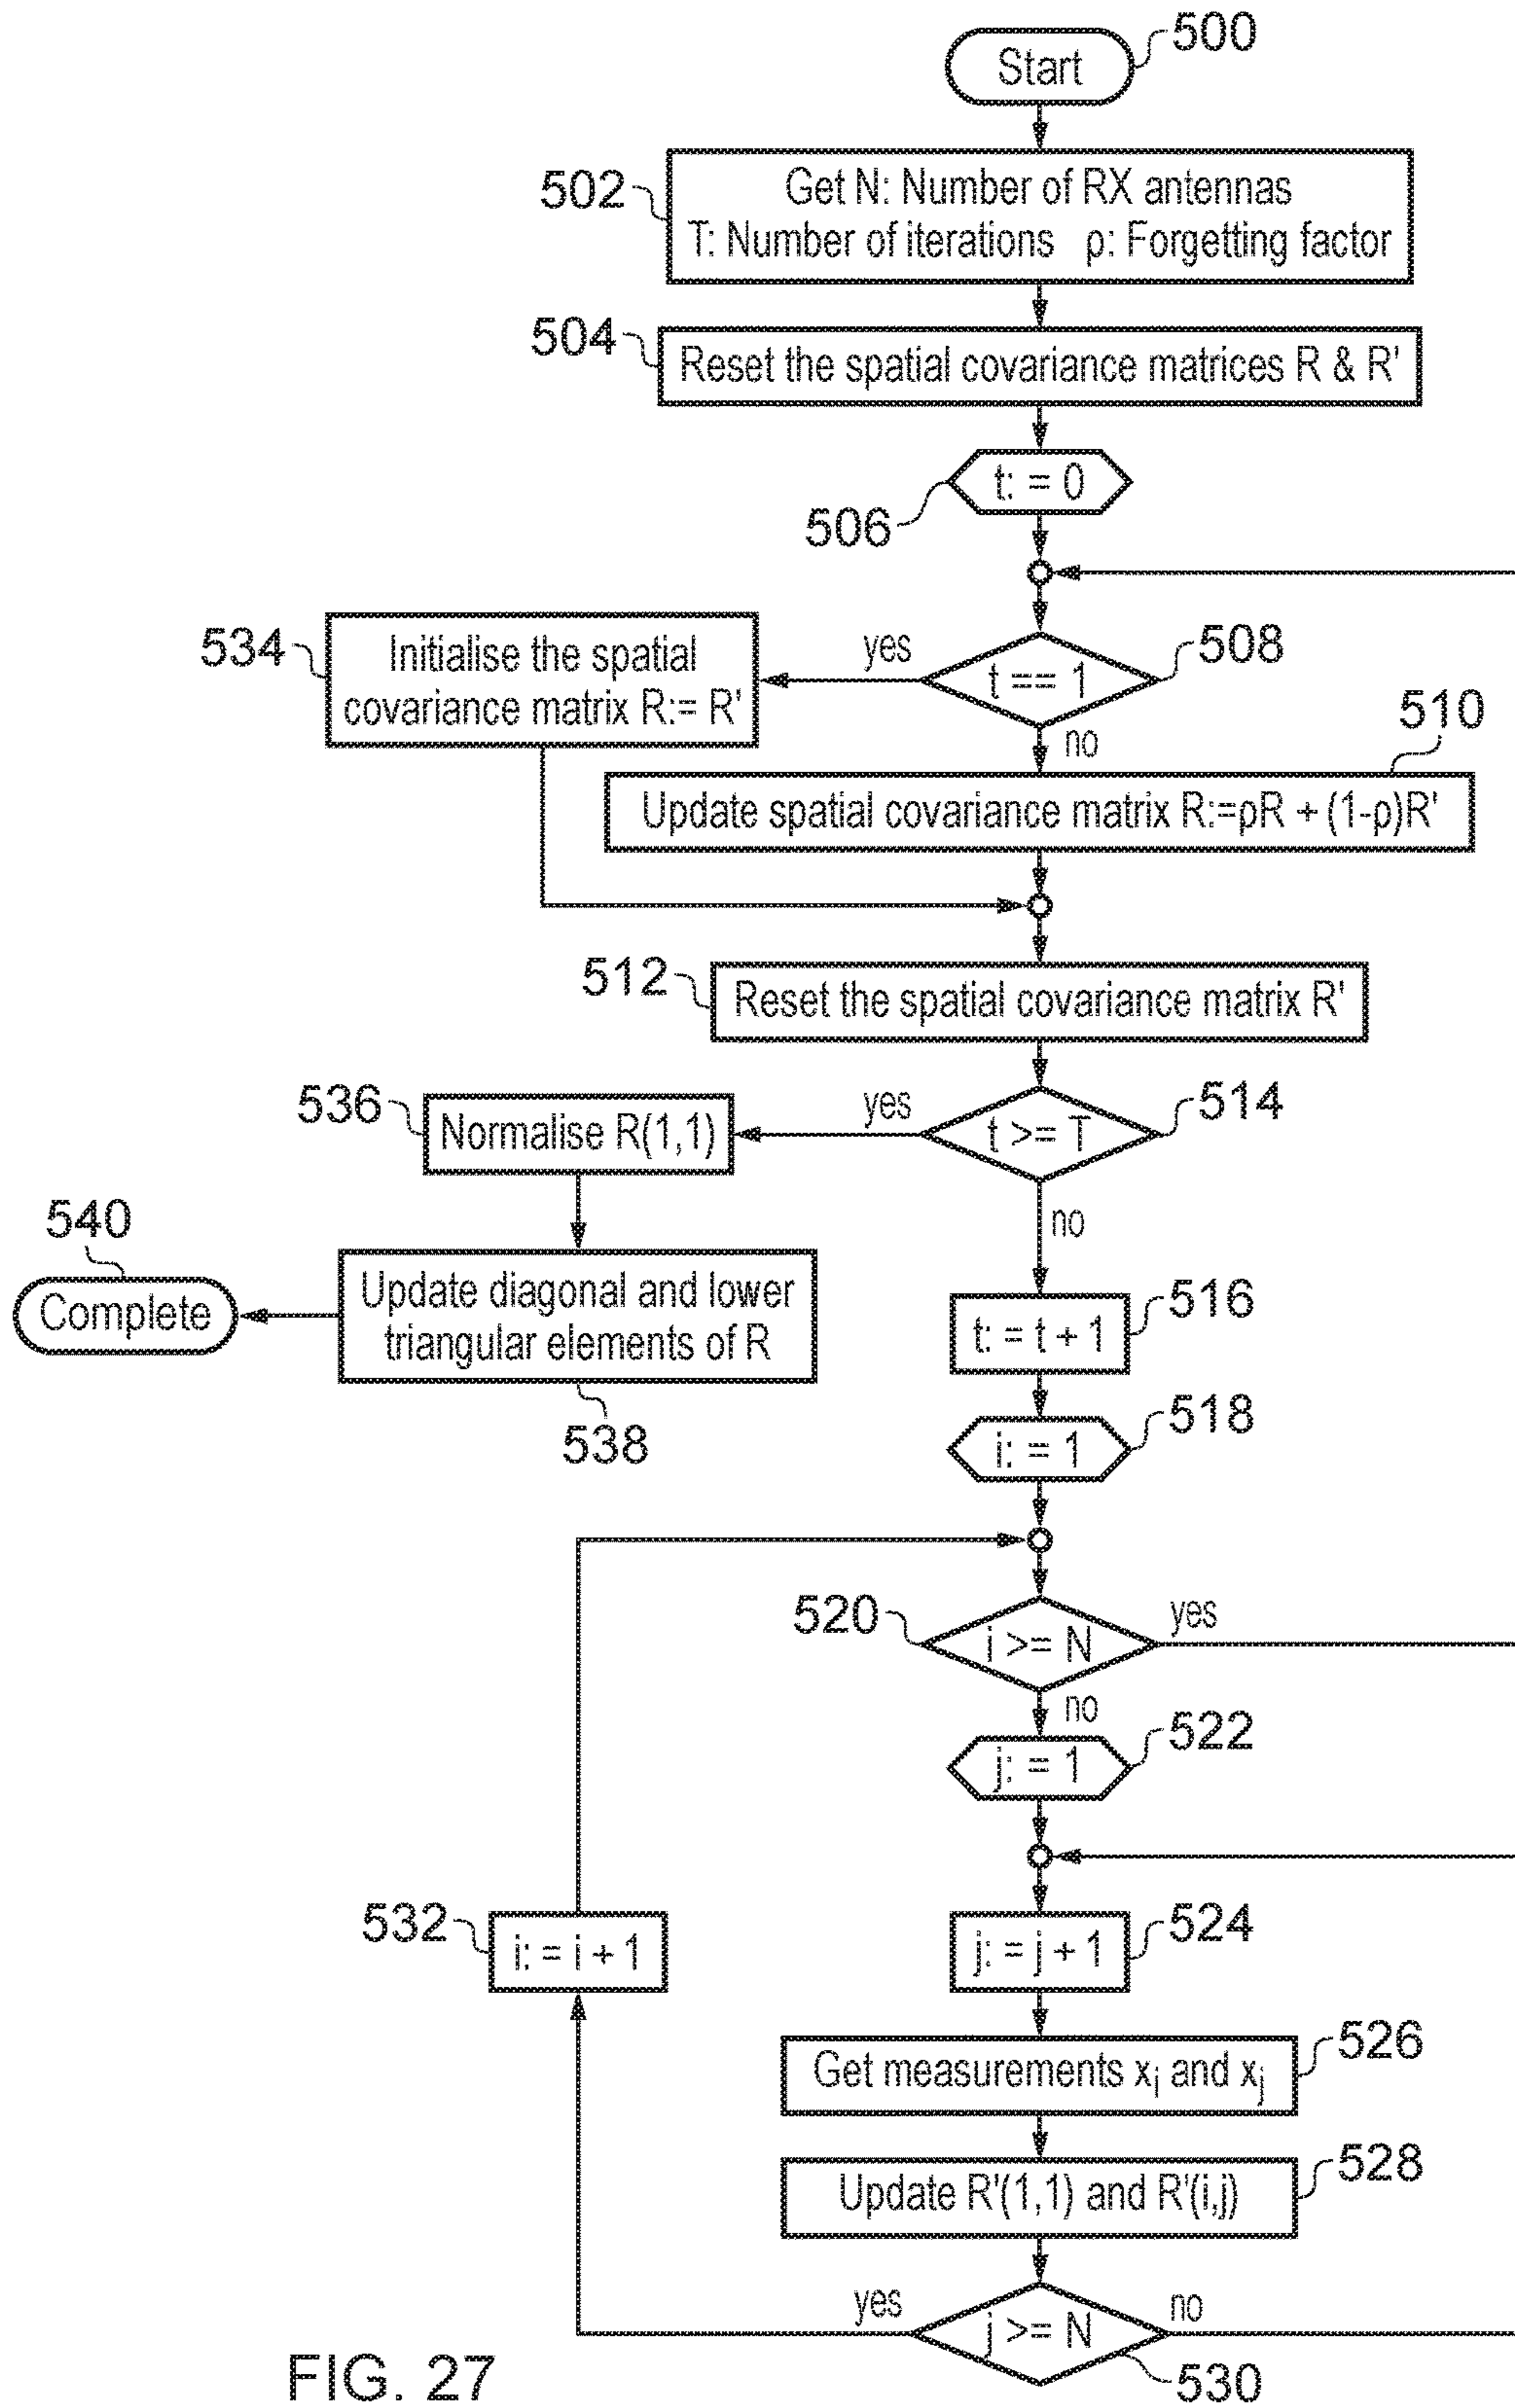 500
Start
502
Get N: Number of RX antennas
T: Number of iterations ρ: Forgetting factor
504
Reset the spatial covariance matrices R & R'
t: = 0
506
534
Initialise the spatial
covariance matrix R:= R'
yes
t == 1
508
no
510
Update spatial covariance matrix R:=ρR + (1-ρ)R'
512
Reset the spatial covariance matrix R'
536
Normalise R(1,1)
yes
t >= T
514
no
540
Complete
Update diagonal and lower
triangular elements of R
538
t: = t + 1
516
i: = 1
518
520
i >= N
yes
no
j: = 1
522
532
i: = i + 1
j: = j + 1
524
Get measurements xi and xj
526
Update R'(1,1) and R'(i,j)
528
yes
j >= N
no
530
FIG. 27